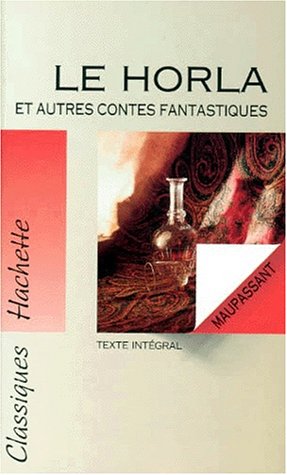 LE HORLA
ET AUTRES CONTES FANTASTIQUES
MAUPASSANT
TEXTE INTÉGRAL
Classiques Hachette